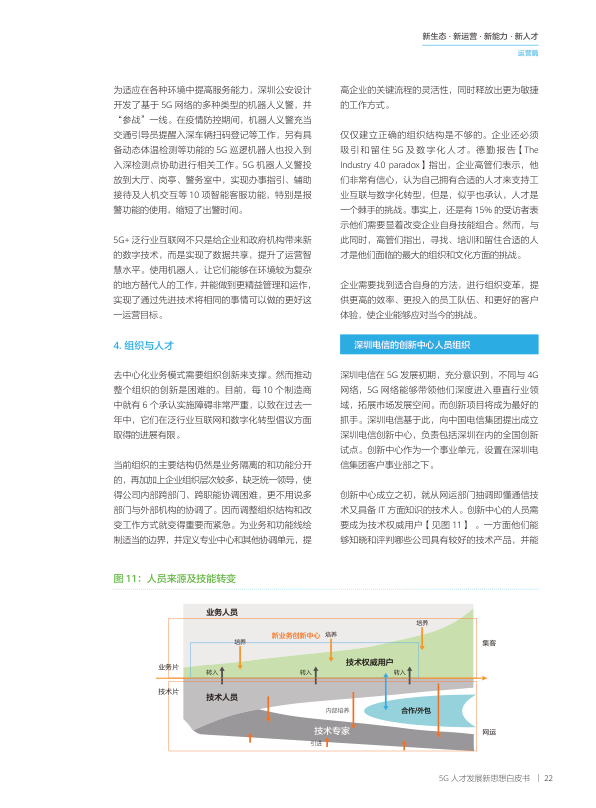 新生态 · 新运营 · 新能力 · 新人才
运营篇
为适应在各种环境中提高服务能力，深圳公安设计
开发了基于 5G 网络的多种类型的机器人义警，并
“参战”一线。在疫情防控期间，机器人义警充当
交通引导员提醒入深车辆扫码登记等工作，另有具
备动态体温检测等功能的 5G 巡逻机器人也投入到
入深检测点协助进行相关工作。5G 机器人义警投
放到大厅、岗亭、警务室中，实现办事指引、辅助
接待及人机交互等 10 项智能客服功能，特别是报
警功能的使用，缩短了出警时间。
5G+ 泛行业互联网不只是给企业和政府机构带来新
的数字技术，而是实现了数据共享，提升了运营智
慧水平。使用机器人，让它们能够在环境较为复杂
的地方替代人的工作，并能做到更精益管理和运作，
实现了通过先进技术将相同的事情可以做的更好这
一运营目标。
4. 组织与人才
去中心化业务模式需要组织创新来支撑。然而推动
整个组织的创新是困难的。目前，每 10 个制造商
中就有 6 个承认实施障碍非常严重，以致在过去一
年中，它们在泛行业互联网和数字化转型倡议方面
取得的进展有限。
当前组织的主要结构仍然是业务隔离的和功能分开
的，再加加上企业组织层次较多，缺乏统一领导，使
得公司内部跨部门、跨职能协调困难，更不用说多
部门与外部机构的协调了。因而调整组织结构和改
变工作方式就变得重要而紧急。为业务和功能线绘
制适当的边界，并定义专业中心和其他协调单元，提
高企业的关键流程的灵活性，同时释放出更为敏捷
的工作方式。
仅仅建立正确的组织结构是不够的。企业还必须
吸引和留住 5G 及数字化人才。德勤报告【The
Industry 4.0 paradox】指出，企业高管们表示，他
们非常有信心，认为自己拥有合适的人才来支持工
业互联与数字化转型，但是，似乎也承认，人才是
一个棘手的挑战。事实上，还是有 15% 的受访者表
示他们需要显着改变企业自身技能组合。然而，与
此同时，高管们指出，寻找、培训和留住合适的人
才是他们面临的最大的组织和文化方面的挑战。
企业需要找到适合自身的方法，进行组织变革，提
供更高的效率、更投入的员工队伍、和更好的客户
体验，使企业能够应对当今的挑战。
深圳电信的创新中心人员组织
深圳电信在 5G 发展初期，充分意识到，不同与 4G
网络，5G 网络能够带领他们深度进入垂直行业领
域，拓展市场发展空间。而创新项目将成为最好的
抓手。深圳电信基于此，向中国电信集团提出成立
深圳电信创新中心，负责包括深圳在内的全国创新
试点。创新中心作为一个事业单元，设置在深圳电
信集团客户事业部之下。
创新中心成立之初，就从网运部门抽调即懂通信技
术又具备 IT 方面知识的技术人。创新中心的人员需
要成为技术权威用户【见图 11】 。一方面他们能
够知晓和评判哪些公司具有较好的技术产品，并能
图 11：人员来源及技能转变
业务人员
新业务创新中心
培养
培养
培养
集客
技术权威用户
业务片
转入
转入
转入
技术片
技术人员
内部培养
合作/外包
技术专家
网运
引进
5G 人才发展新思想白皮书 | 22